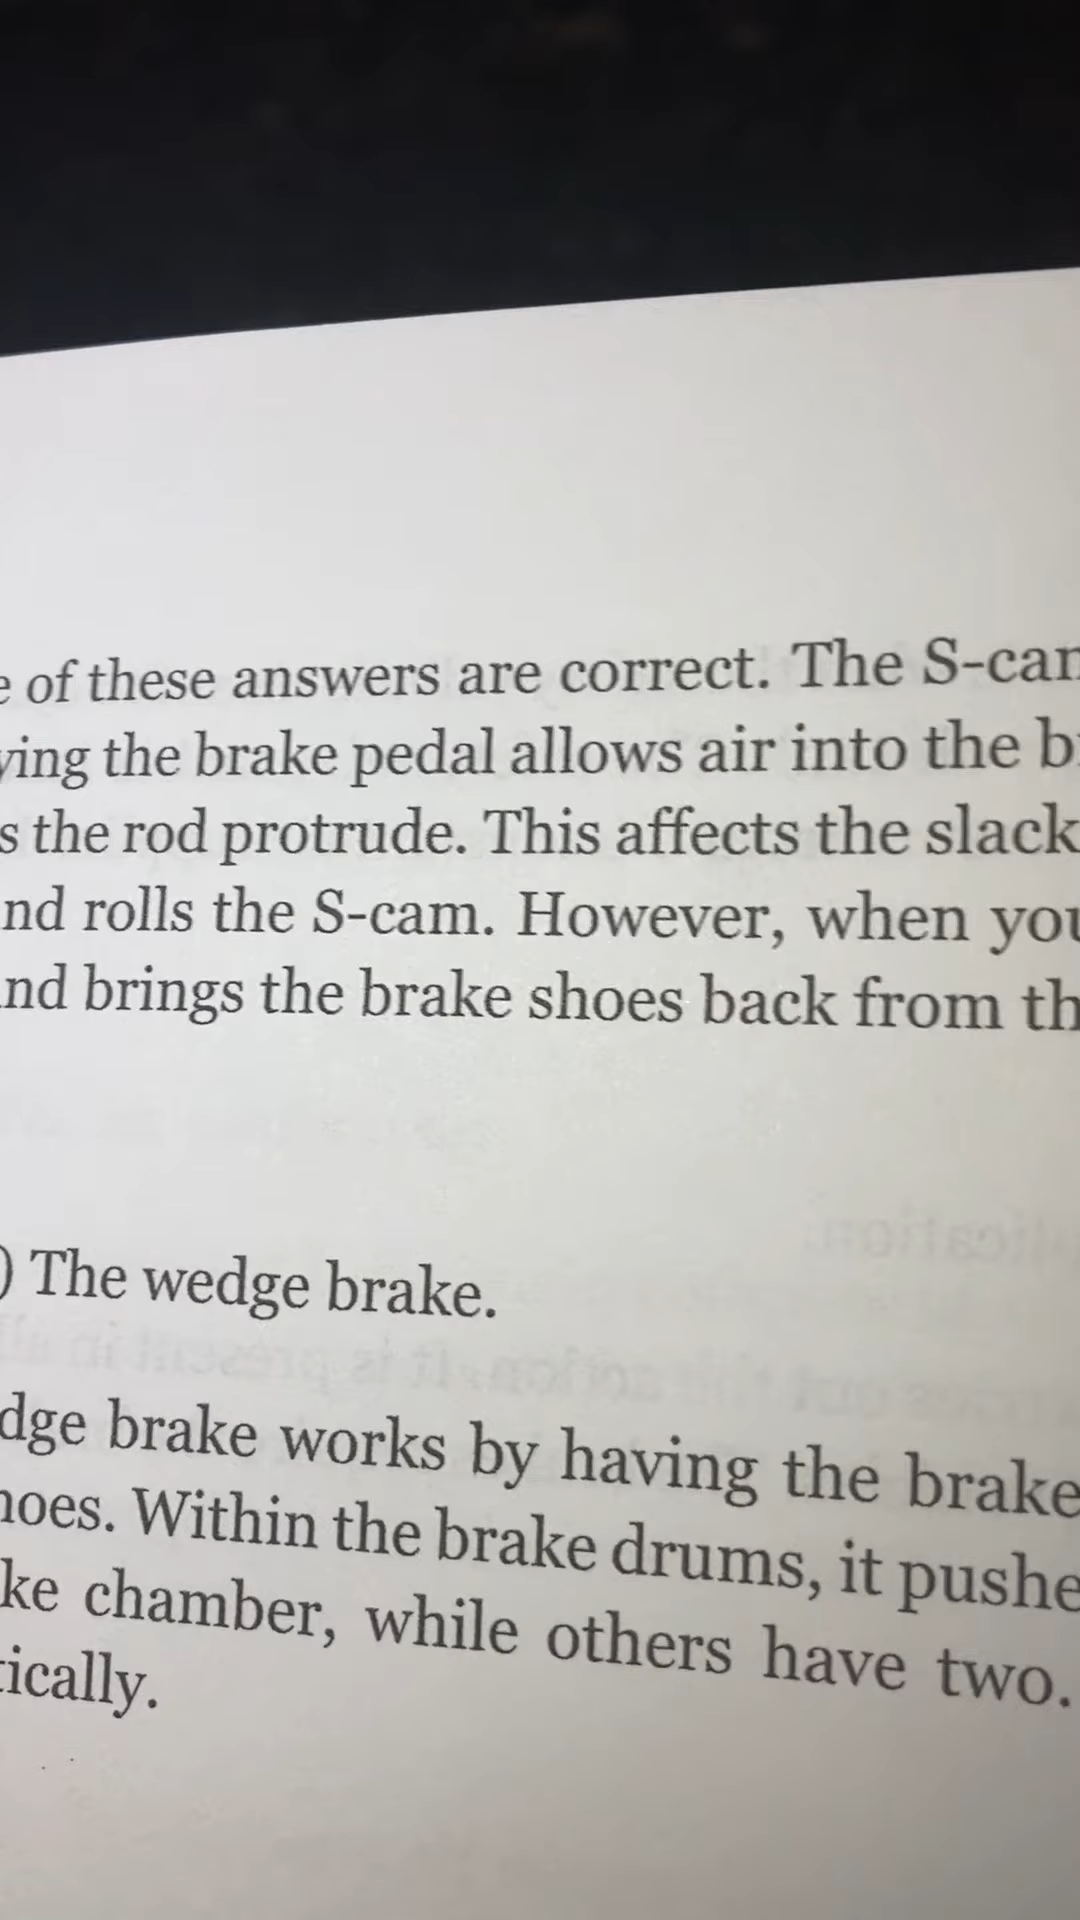 of these answers are correct. The S-cam
ying the brake pedal allows air into the b
s the rod protrude. This affects the slack
nd rolls the S-cam. However, when you
nd brings the brake shoes back from th
) The wedge brake.
dge brake works by having the brake
hoes. Within the brake drums, it pushe
ke chamber, while others have two.
ically.